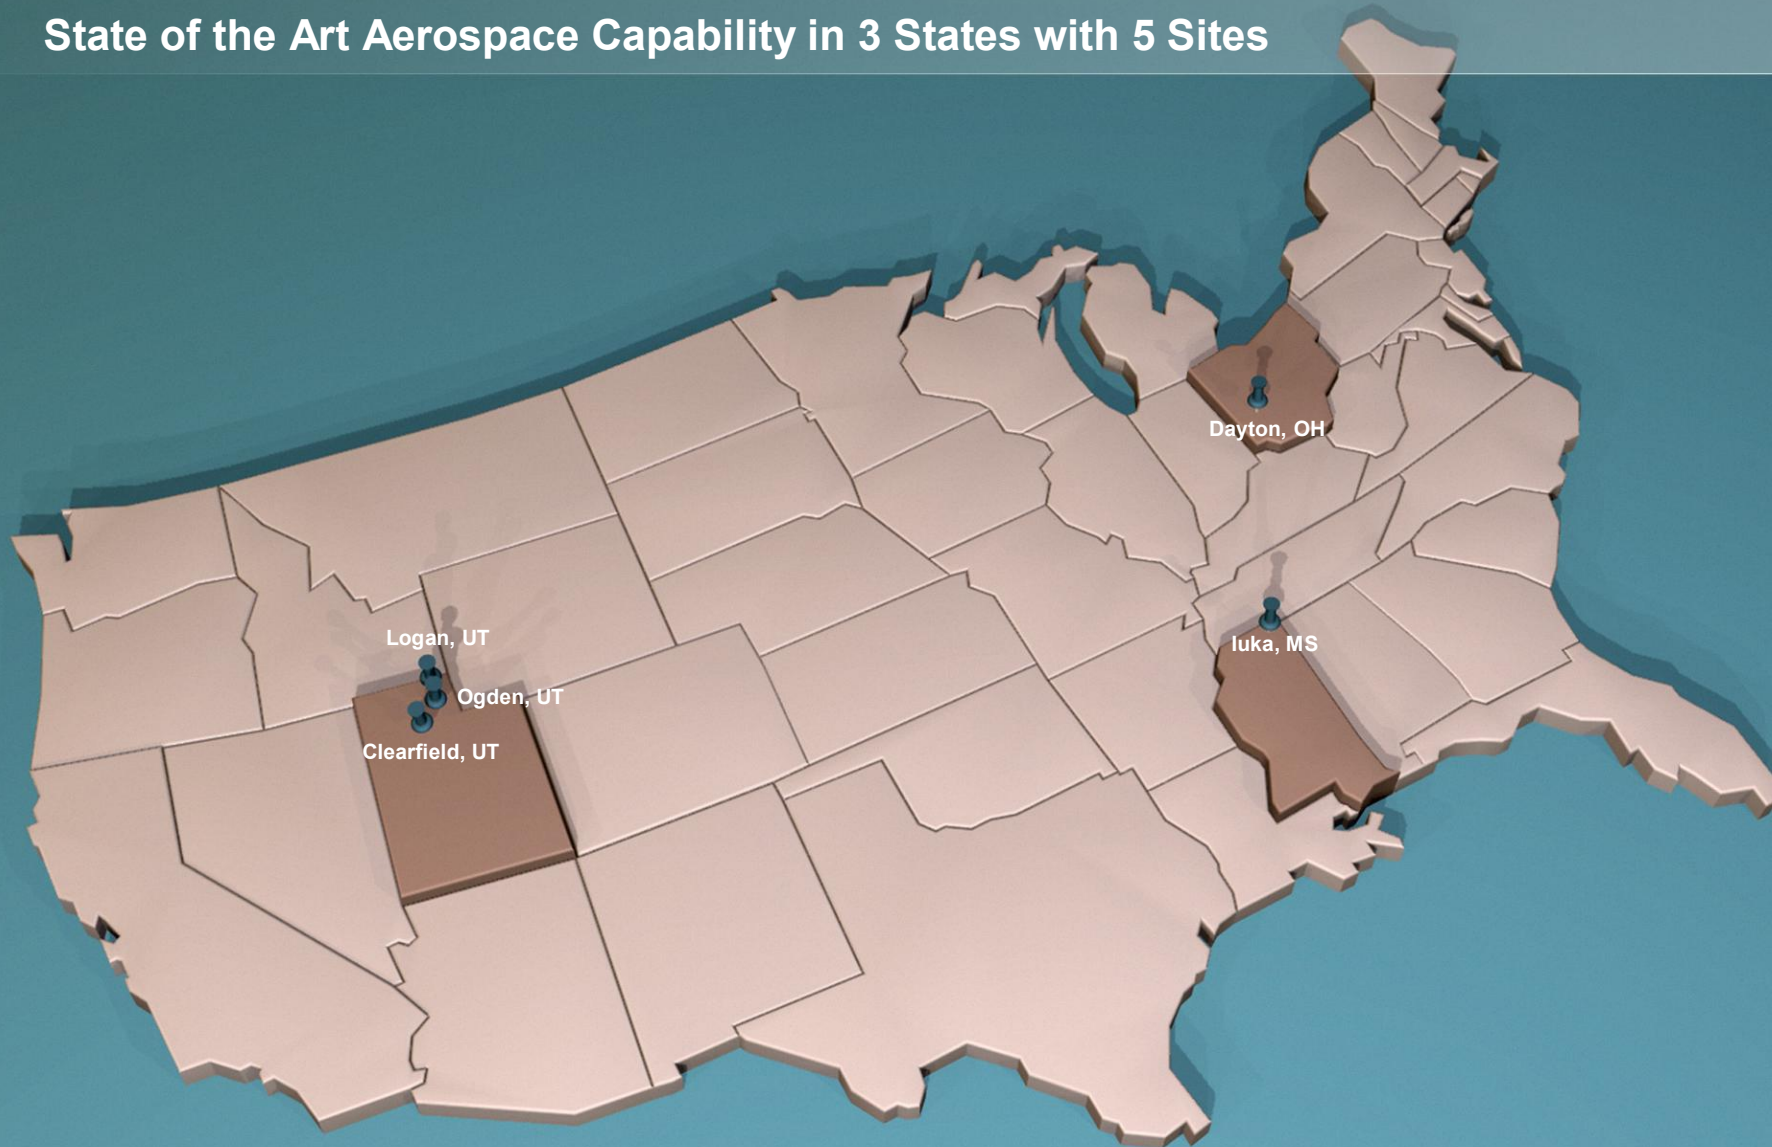 State of the Art Aerospace Capability in 3 States with 5 Sites
Dayton, OH
Logan, UT
Iuka, MS
Ogden, UT
Clearfield, UT